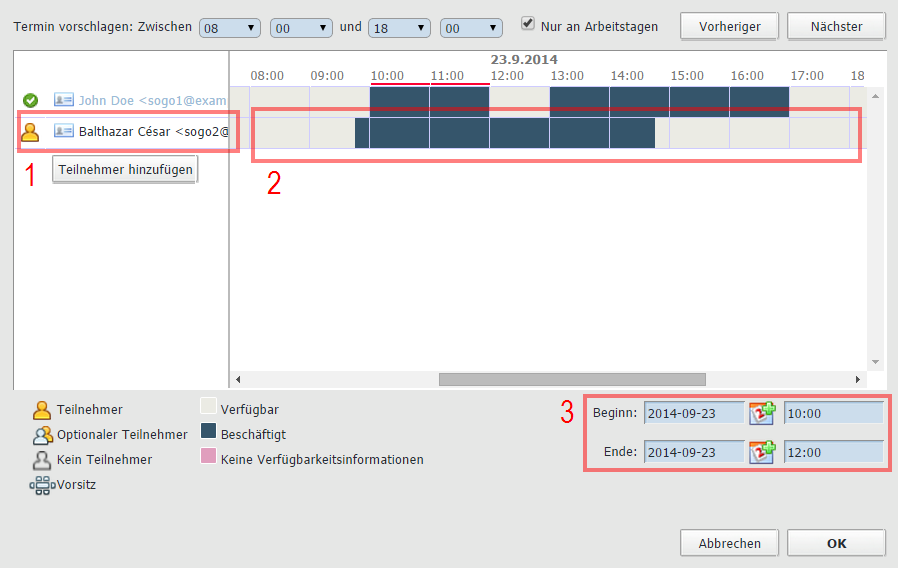 Termin vorschlagen: Zwischen 08 00 und 18 00 Nur an Arbeitstagen Vorheriger Nächster
23.9.2014
08:00 09:00 10:00 11:00 12:00 13:00 14:00 15:00 16:00 17:00 18
John Doe <sogo1@exam
Balthazar César <sogo2@
1 Teilnehmer hinzufügen 2
Teilnehmer Verfügbar
Optionaler Teilnehmer Beschäftigt
Kein Teilnehmer Keine Verfügbarkeitsinformationen
Vorsitz
3 Beginn: 2014-09-23 10:00
Ende: 2014-09-23 12:00
Abbrechen OK